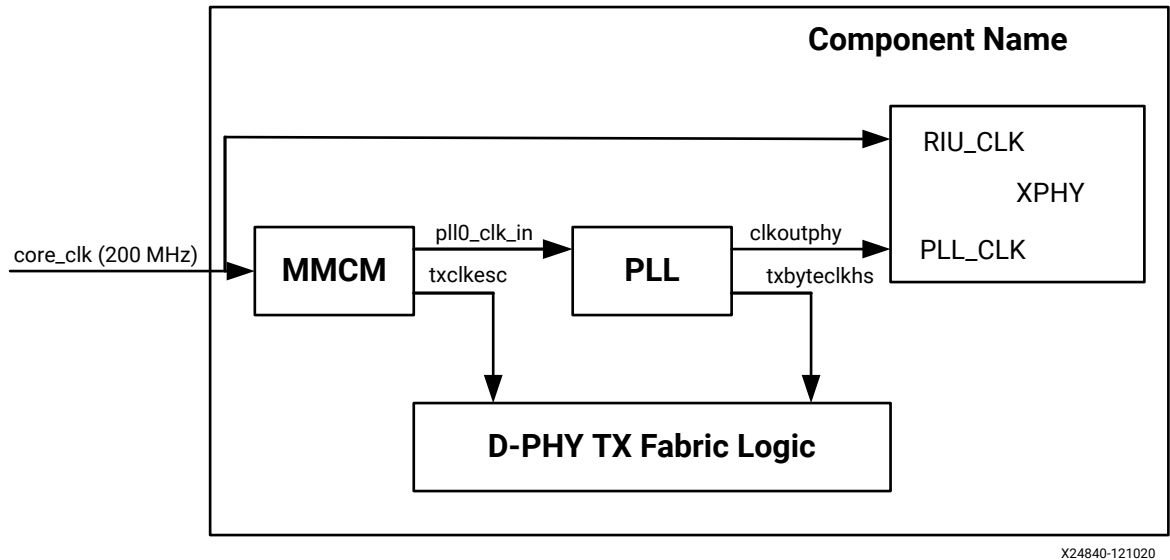 Component Name
RIU_CLK
XPHY
core_clk (200 MHz)
MMCM
pll0_clk_in
txclkesc
PLL
clkoutphy
txbyteclkhs
PLL_CLK
D-PHY TX Fabric Logic
X24840-121020